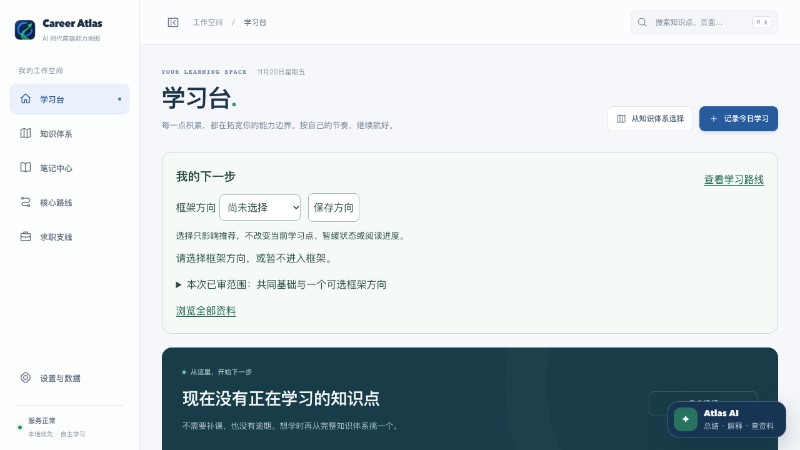 Career Atlas
AI 时代前端能力地图
我的工作空间
学习台
知识体系
笔记中心
核心路线
求职支线
设置与数据
服务正常
本地优先 · 自主学习
工作空间 / 学习台
搜索知识点、页面…
⌘ K
YOUR LEARNING SPACE 11月20日星期五
学习台.
每一点积累，都在拓宽你的能力边界。按自己的节奏，继续就好。
从知识体系选择
+ 记录今日学习
我的下一步
查看学习路线
框架方向 尚未选择 保存方向
选择只影响推荐，不改变当前学习点、暂缓状态或阅读进度。
请选择框架方向，或暂不进入框架。
▶ 本次已审范围：共同基础与一个可选框架方向
浏览全部资料
从这里，开始下一步
现在没有正在学习的知识点
不需要补课，也没有逾期。想学时再从完整知识体系挑一个。
Atlas AI
总结 · 解释 · 查资料